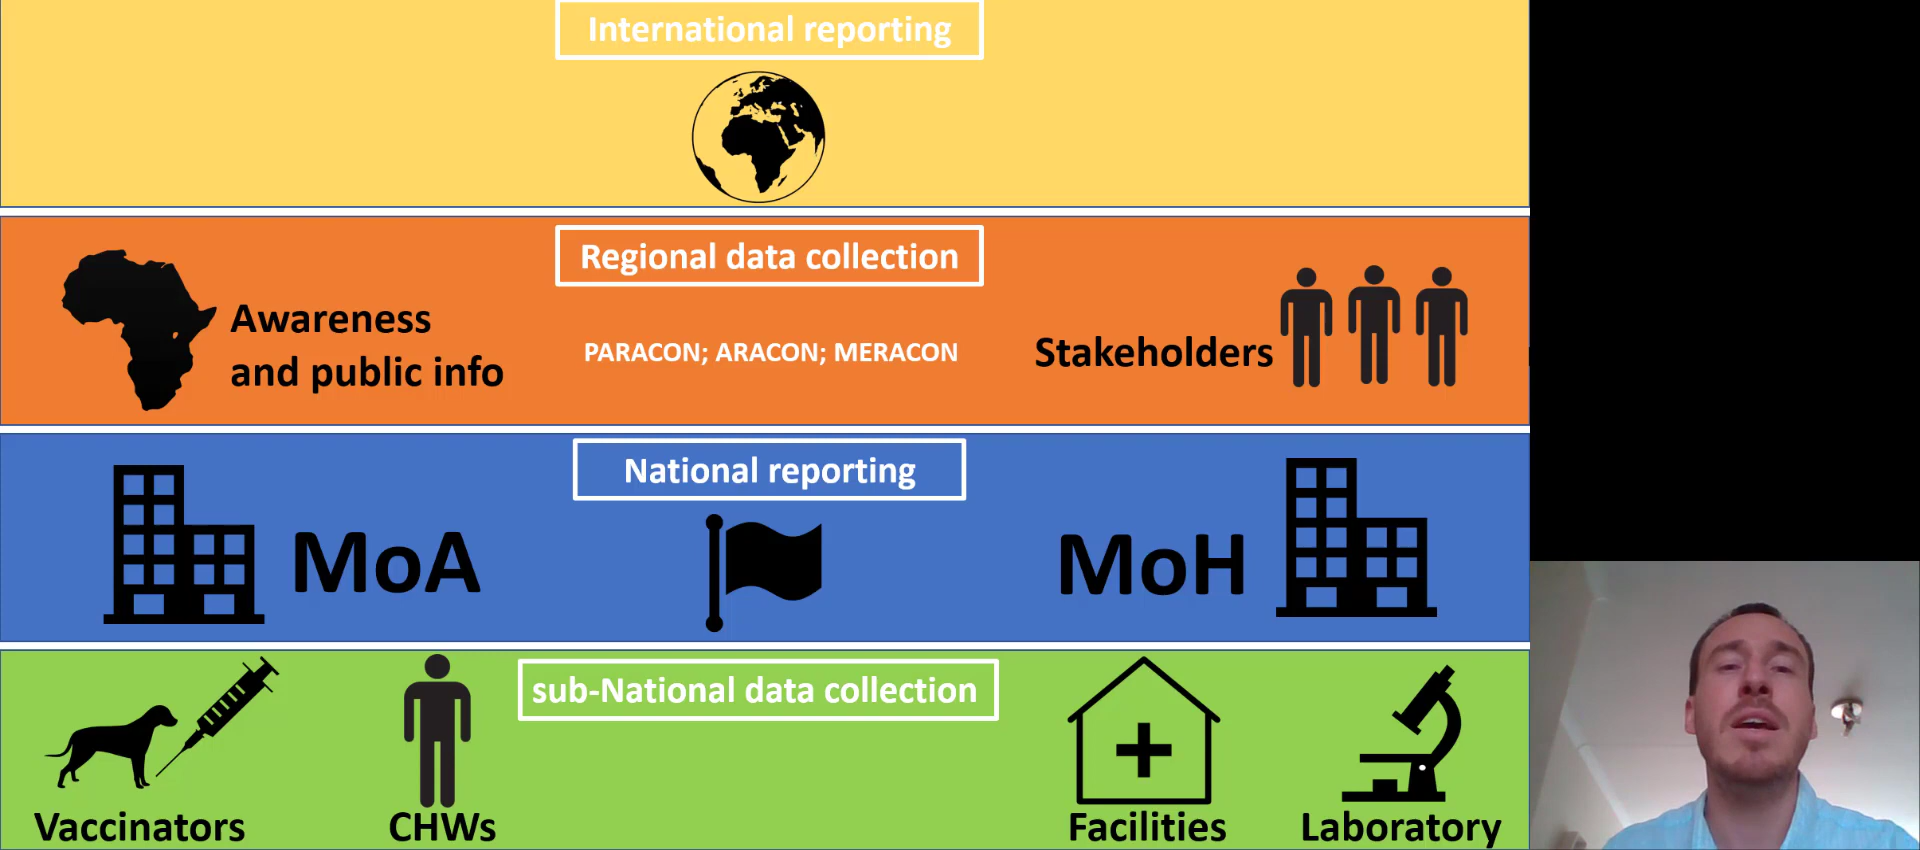 International reporting
Regional data collection
Awareness
and public info
PARACON; ARACON; MERACON
Stakeholders
National reporting
MoA
MoH
sub-National data collection
Vaccinators
CHWs
Facilities
Laboratory